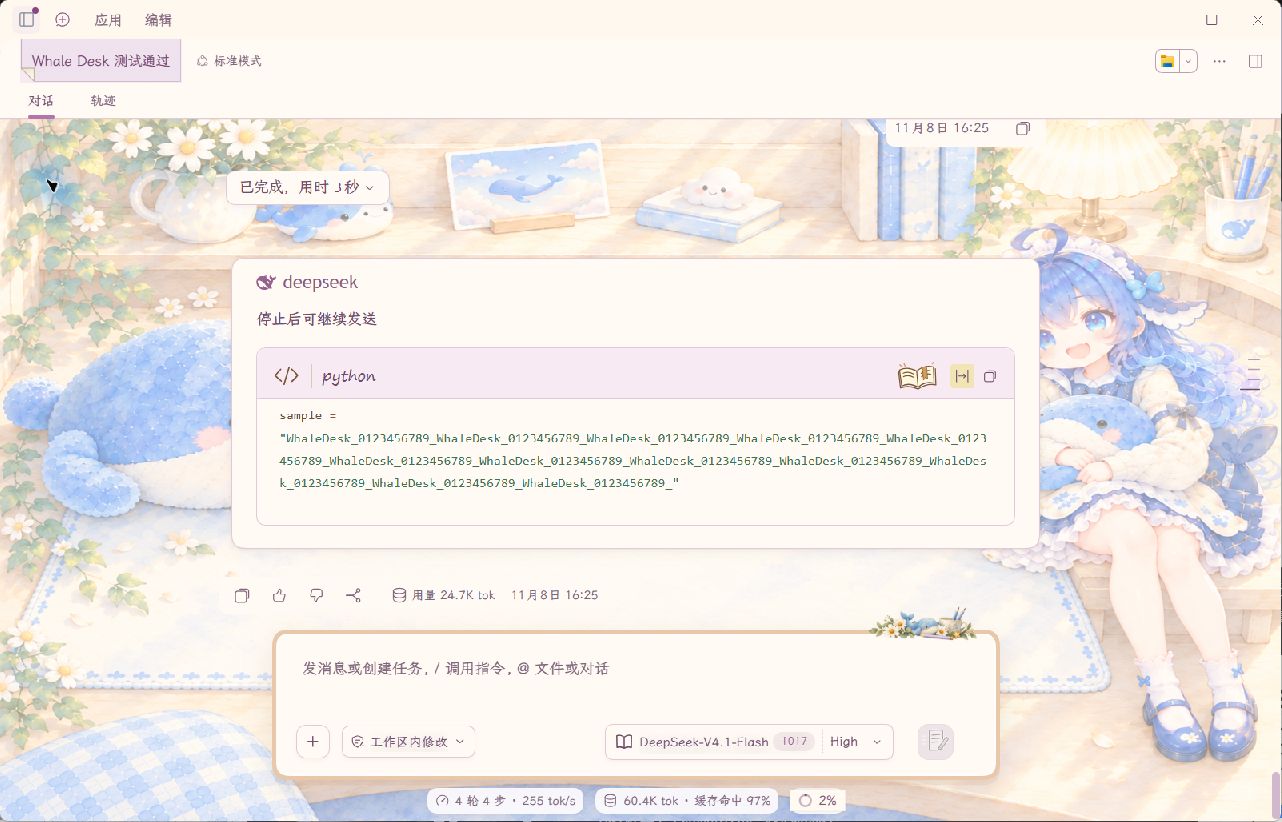 应用 编辑
Whale Desk 测试通过 标准模式
对话 轨迹
11月8日 16:25
已完成，用时 3秒
deepseek
停止后可继续发送
</> python
sample =
"WhaleDesk_0123456789_WhaleDesk_0123456789_WhaleDesk_0123456789_WhaleDesk_0123456789_WhaleDesk_0123
456789_WhaleDesk_0123456789_WhaleDesk_0123456789_WhaleDesk_0123456789_WhaleDesk_0123456789_WhaleDes
k_0123456789_WhaleDesk_0123456789_WhaleDesk_0123456789_"
用量 24.7K tok 11月8日 16:25
发消息或创建任务, / 调用指令, @ 文件或对话
工作区内修改 DeepSeek-V4.1-Flash 1017 High
4 轮 4 步 · 255 tok/s 60.4K tok · 缓存命中 97% 2%